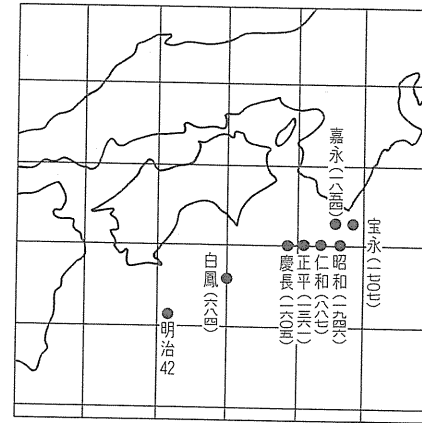 宝永（一七〇七）
嘉永（一八五四）
昭和（一九四六）
仁和（八八七）
正平（一三六一）
慶長（一六〇五）
白鳳（六八四）
明治42